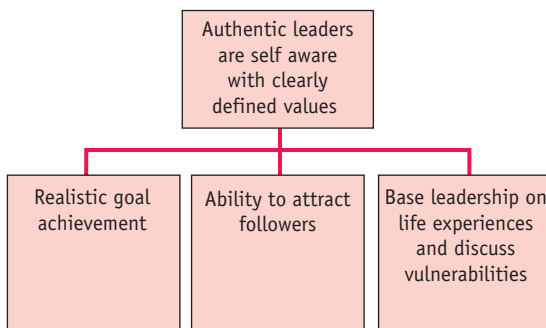 Authentic leaders
are self aware
with clearly
defined values
Realistic goal
achievement
Ability to attract
followers
Base leadership on
life experiences
and discuss
vulnerabilities